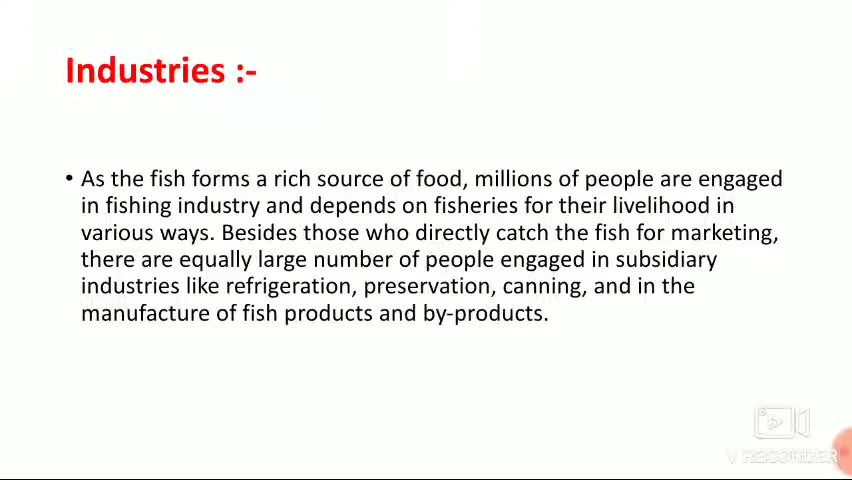 Industries :-
• As the fish forms a rich source of food, millions of people are engaged
in fishing industry and depends on fisheries for their livelihood in
various ways. Besides those who directly catch the fish for marketing,
there are equally large number of people engaged in subsidiary
industries like refrigeration, preservation, canning, and in the
manufacture of fish products and by-products.
V RECORDER